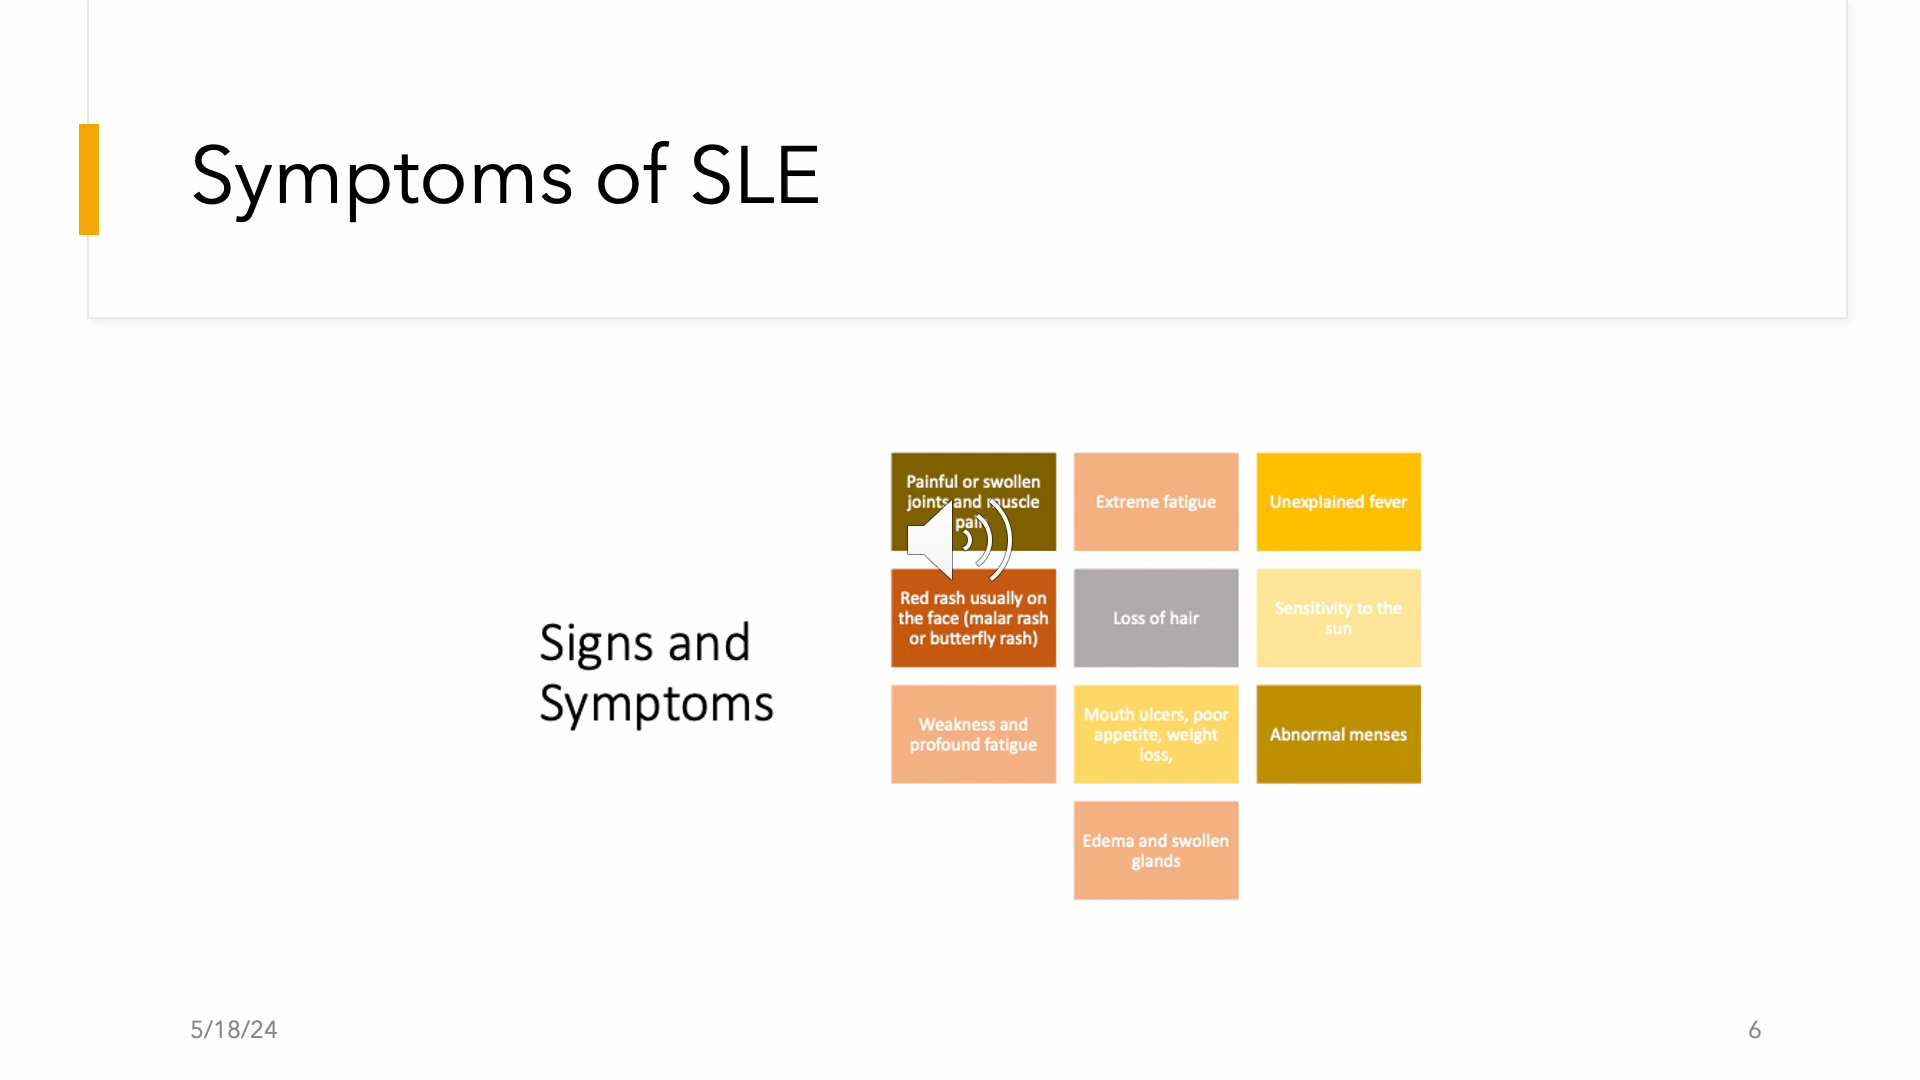 Symptoms of SLE
Signs and
Symptoms
Painful or swollen
joints and muscle
pain
Extreme fatigue
Unexplained fever
Red rash usually on
the face (malar rash
or butterfly rash)
Loss of hair
Sensitivity to the
sun
Weakness and
profound fatigue
Mouth ulcers, poor
appetite, weight
loss,
Abnormal menses
Edema and swollen
glands
5/18/24
6